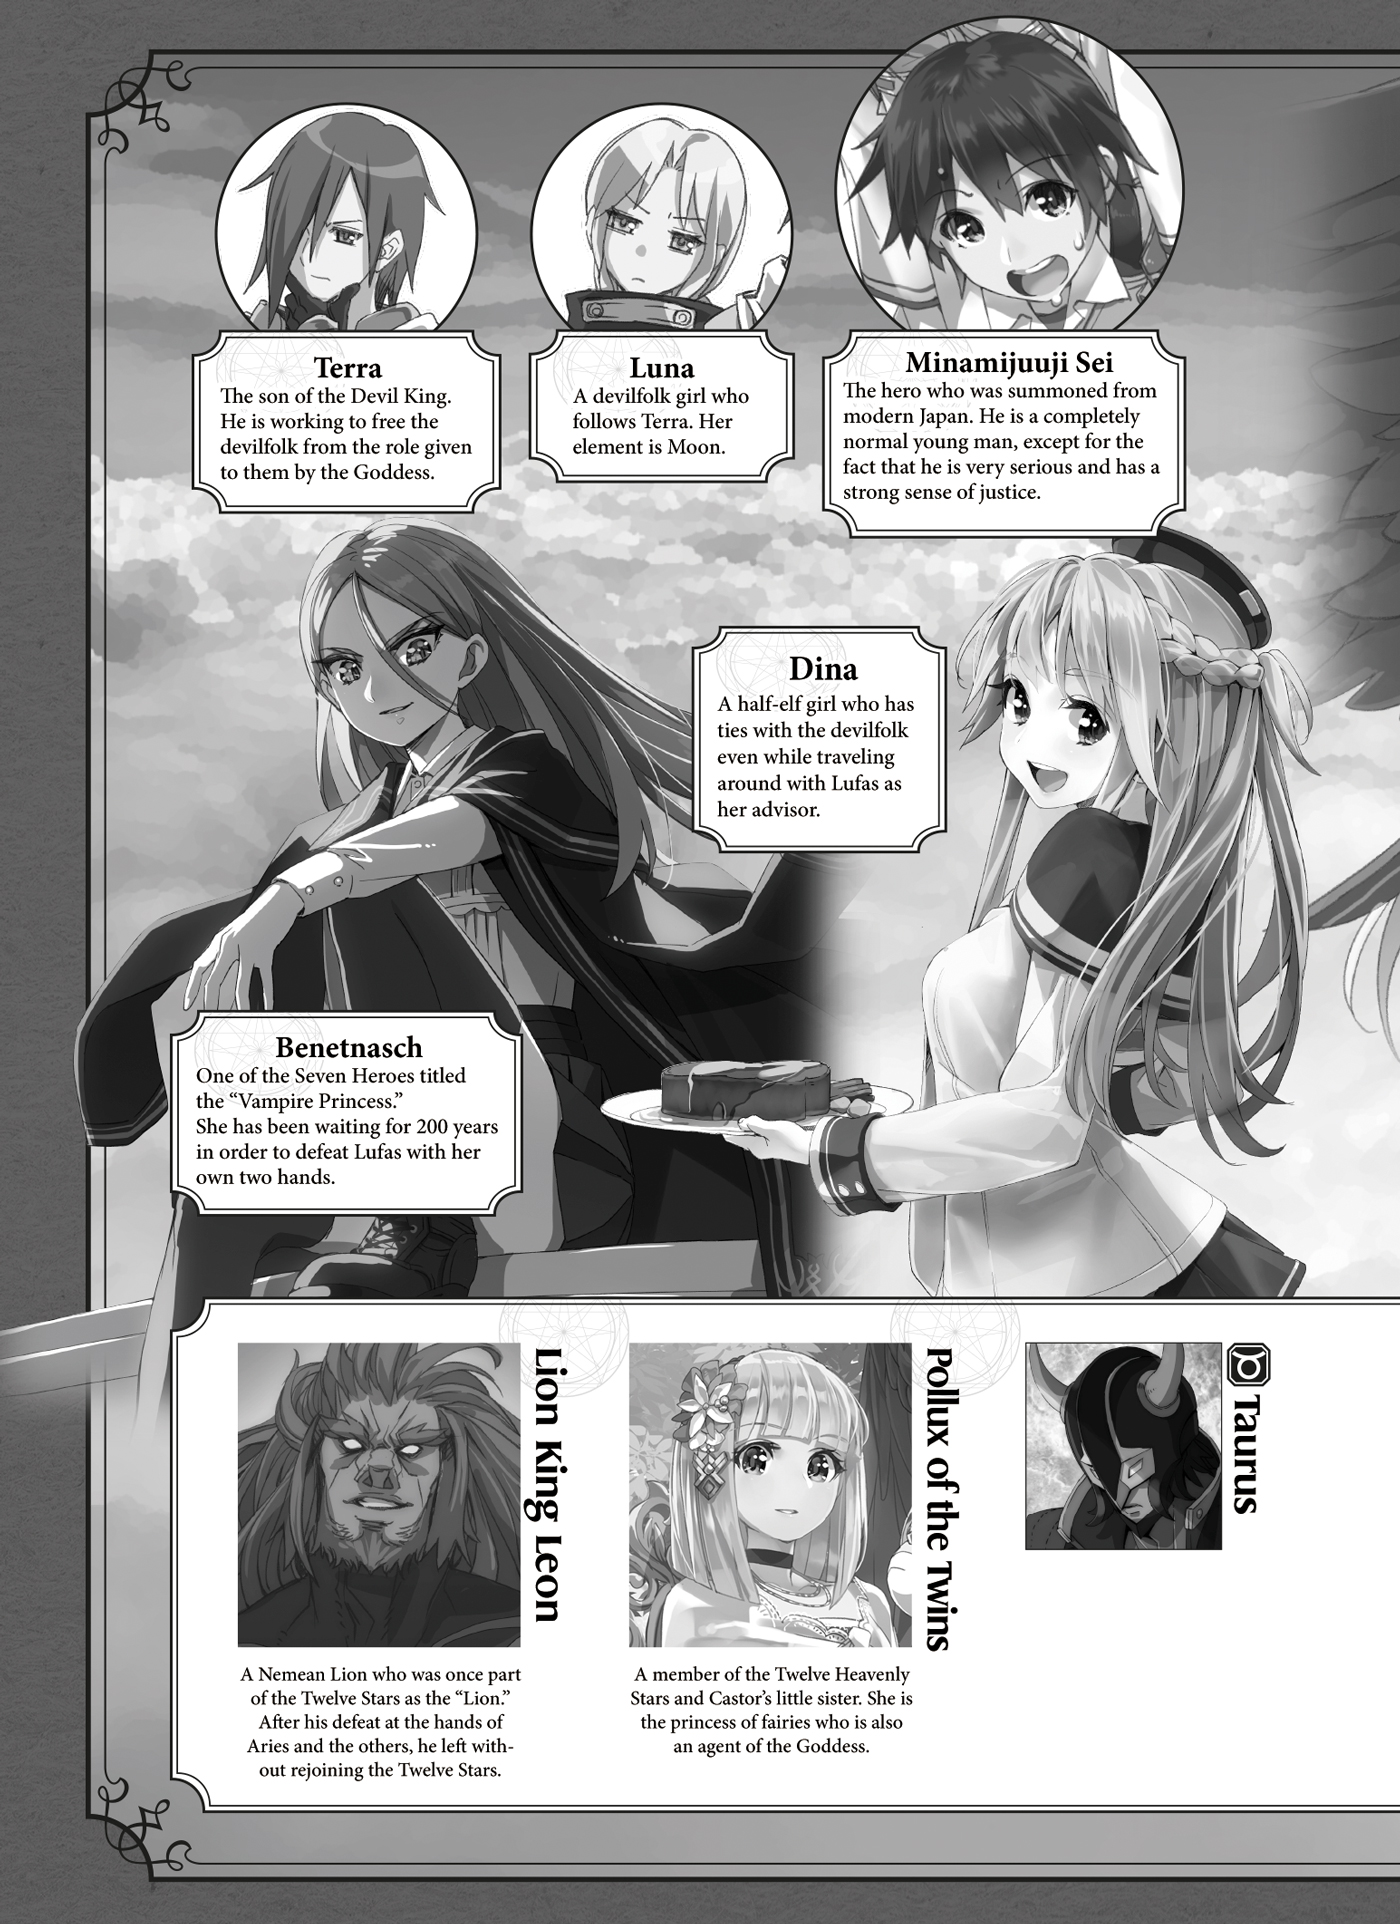 Terra
The son of the Devil King.
He is working to free the
devilfolk from the role given
to them by the Goddess.
Luna
A devilfolk girl who
follows Terra. Her
element is Moon.
Minamijuuji Sei
The hero who was summoned from
modern Japan. He is a completely
normal young man, except for the
fact that he is very serious and has a
strong sense of justice.
Dina
A half-elf girl who has
ties with the devilfolk
even while traveling
around with Lufas as
her advisor.
Benetnasch
One of the Seven Heroes titled
the “Vampire Princess.”
She has been waiting for 200 years
in order to defeat Lufas with her
own two hands.
Lion King Leon
A Nemean Lion who was once part
of the Twelve Stars as the “Lion.”
After his defeat at the hands of
Aries and the others, he left with-
out rejoining the Twelve Stars.
Pollux of the Twins
A member of the Twelve Heavenly
Stars and Castor’s little sister. She is
the princess of fairies who is also
an agent of the Goddess.
Taurus